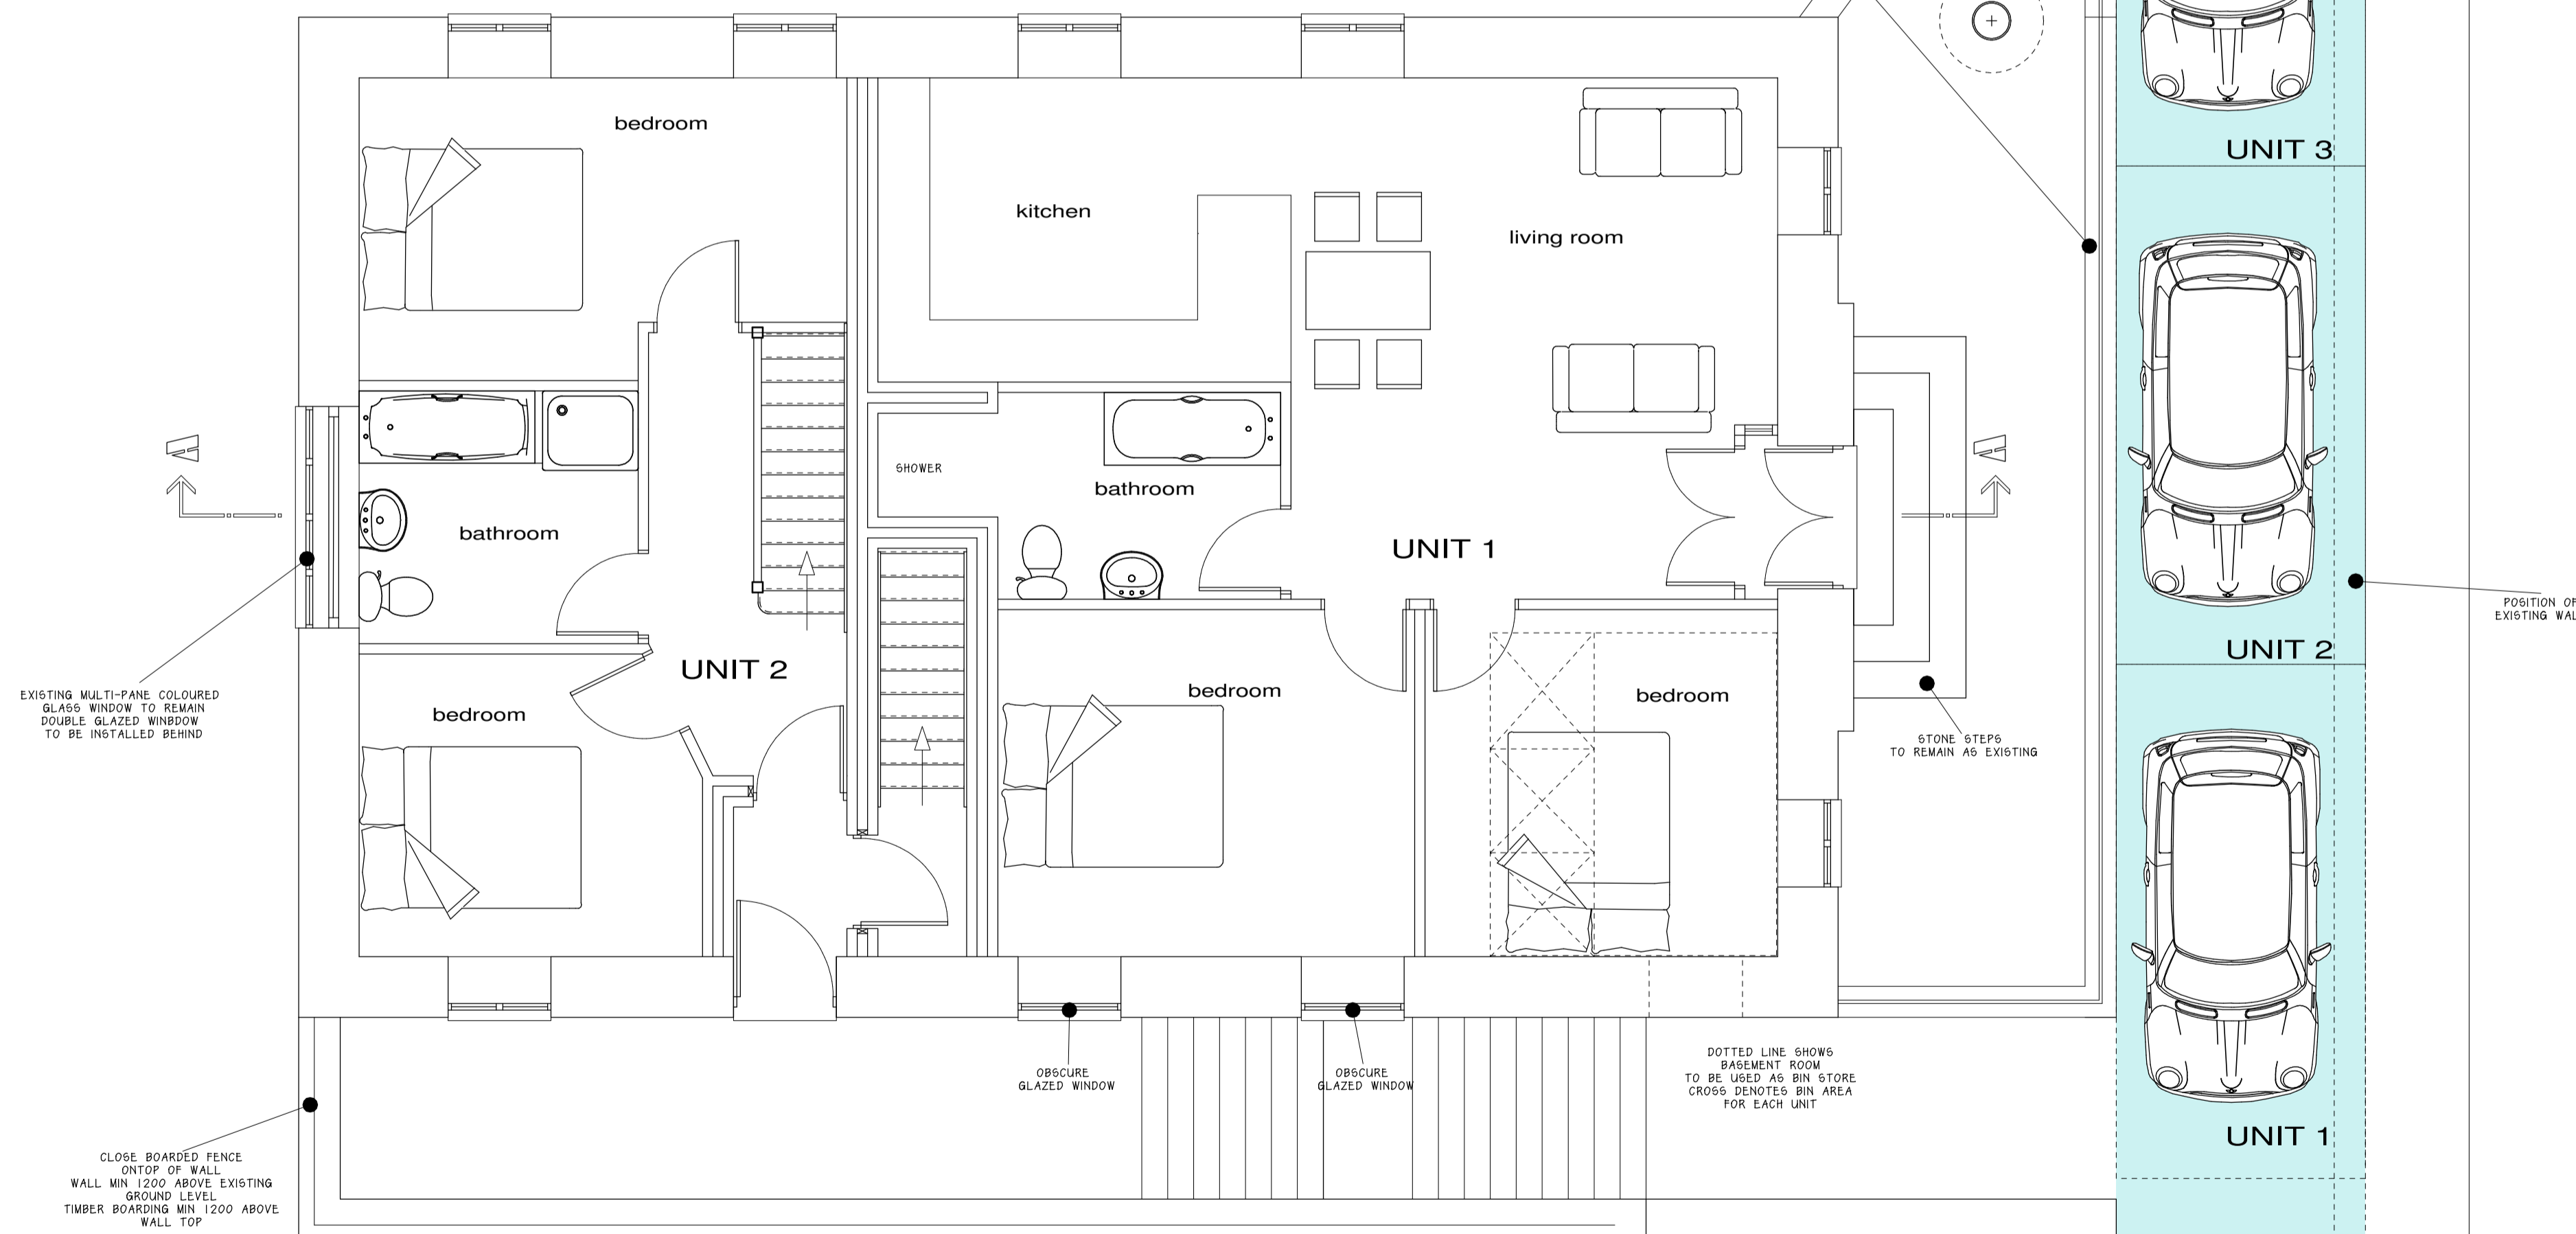 bedroom
UNIT 3
kitchen
living room
SHOWER
bathroom
bathroom
UNIT 1
A
A
UNIT 2
POSITION OF
EXISTING WAL
UNIT 2
bedroom
bedroom
bedroom
EXISTING MULTI-PANE COLOURED
GLASS WINDOW TO REMAIN
DOUBLE GLAZED WINBDOW
TO BE INSTALLED BEHIND
STONE STEPS
TO REMAIN AS EXISTING
OBSCURE
GLAZED WINDOW
OBSCURE
GLAZED WINDOW
DOTTED LINE SHOWS
BASEMENT ROOM
TO BE USED AS BIN STORE
CROSS DENOTES BIN AREA
FOR EACH UNIT
UNIT 1
CLOSE BOARDED FENCE
ONTOP OF WALL
WALL MIN 1200 ABOVE EXISTING
GROUND LEVEL
TIMBER BOARDING MIN 1200 ABOVE
WALL TOP